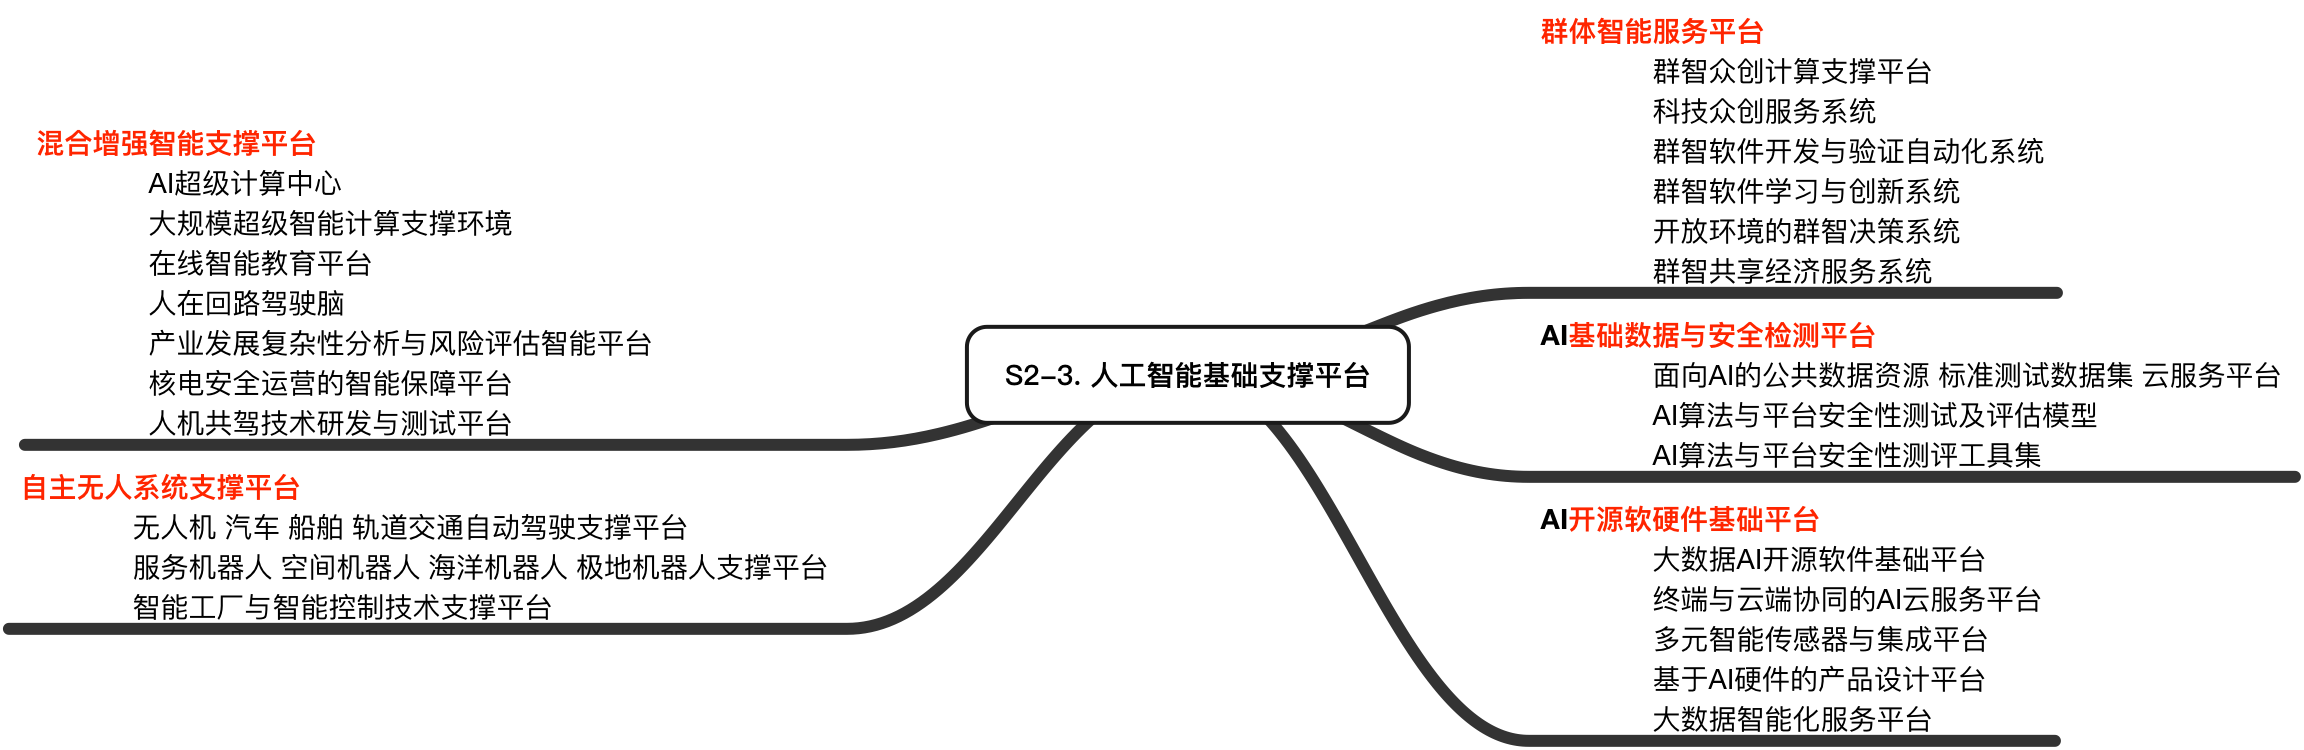 S2-3. 人工智能基础支撑平台
群体智能服务平台
群智众创计算支撑平台
科技众创服务系统
群智软件开发与验证自动化系统
群智软件学习与创新系统
开放环境的群智决策系统
群智共享经济服务系统
AI基础数据与安全检测平台
面向AI的公共数据资源 标准测试数据集 云服务平台
AI算法与平台安全性测试及评估模型
AI算法与平台安全性测评工具集
AI开源软硬件基础平台
大数据AI开源软件基础平台
终端与云端协同的AI云服务平台
多元智能传感器与集成平台
基于AI硬件的产品设计平台
大数据智能化服务平台
混合增强智能支撑平台
AI超级计算中心
大规模超级智能计算支撑环境
在线智能教育平台
人在回路驾驶脑
产业发展复杂性分析与风险评估智能平台
核电安全运营的智能保障平台
人机共驾技术研发与测试平台
自主无人系统支撑平台
无人机 汽车 船舶 轨道交通自动驾驶支撑平台
服务机器人 空间机器人 海洋机器人 极地机器人支撑平台
智能工厂与智能控制技术支撑平台